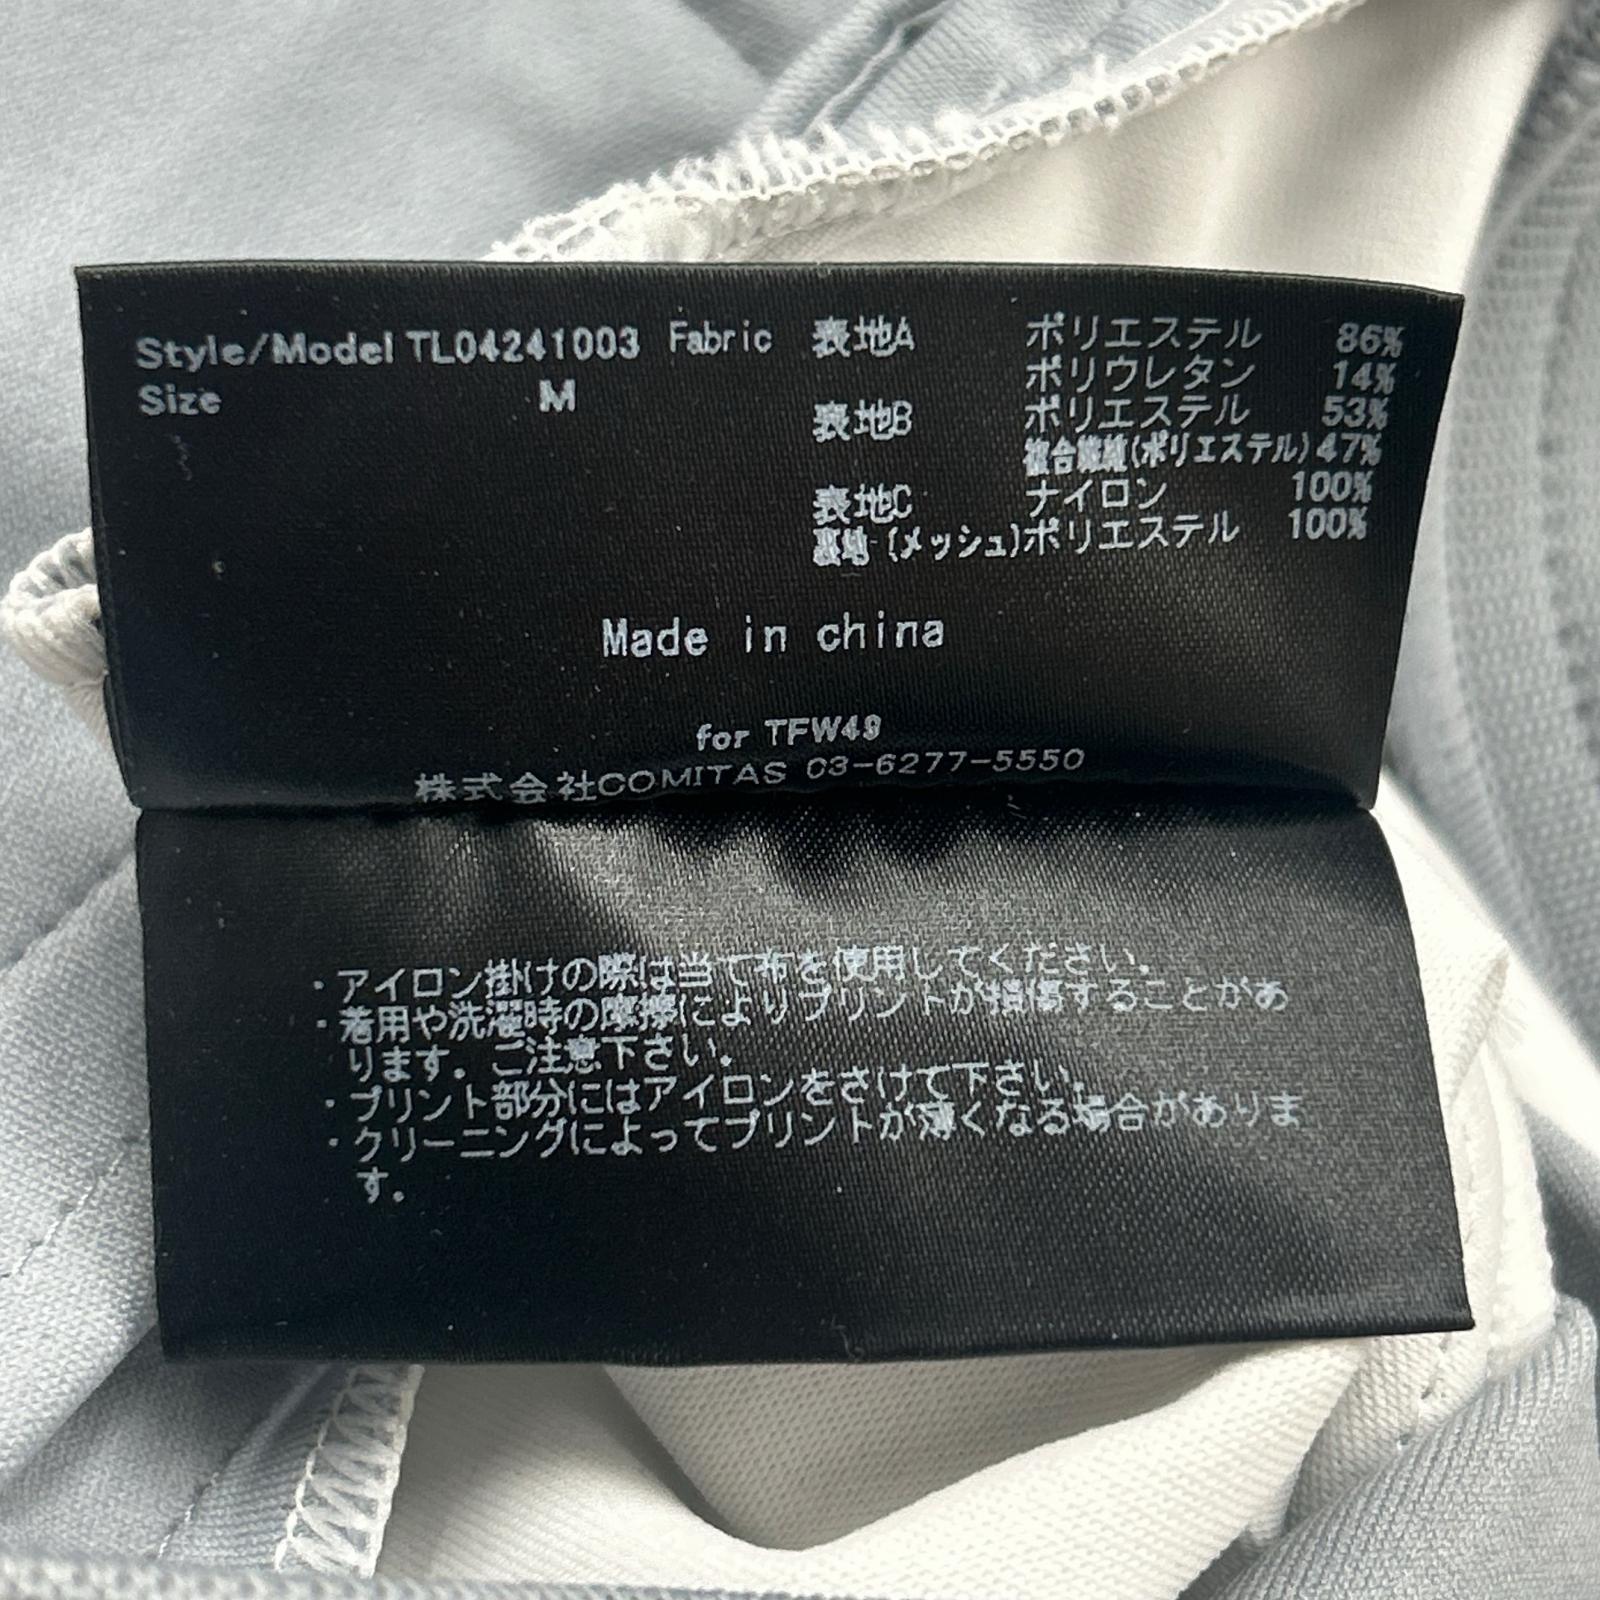 Style/Model TL04241003 Fabric 表地A ポリエステル 86%
ポリウレタン 14%
Size M 表地B ポリエステル 53%
複合繊維(ポリエステル) 47%
表地C ナイロン 100%
裏地 (メッシュ)ポリエステル 100%
Made in china
for TFW49
株式会社COMITAS 03-6277-5550
・アイロン掛けの際は当て布を使用してください。
・着用や洗濯時の摩擦によりプリントが損傷することがあ
ります。ご注意下さい。
・プリント部分にはアイロンをさけて下さい。
・クリーニングによってプリントが薄くなる場合がありま
す。